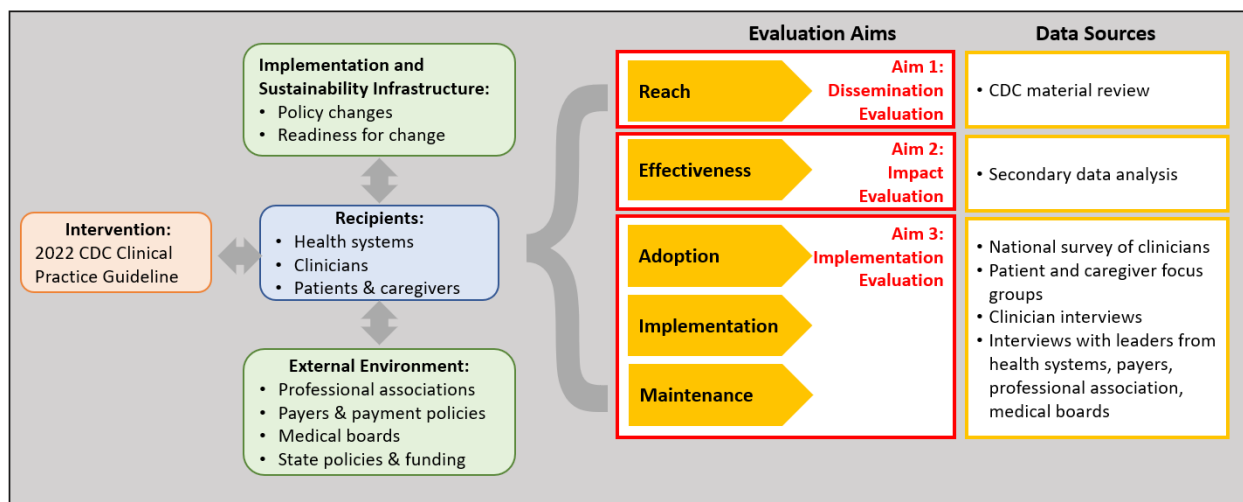 Implementation and
Sustainability Infrastructure:
• Policy changes
• Readiness for change
Intervention:
2022 CDC Clinical
Practice Guideline
Recipients:
• Health systems
• Clinicians
• Patients & caregivers
External Environment:
• Professional associations
• Payers & payment policies
• Medical boards
• State policies & funding
Evaluation Aims
Reach
Aim 1:
Dissemination
Evaluation
Effectiveness
Aim 2:
Impact
Evaluation
Adoption
Aim 3:
Implementation
Evaluation
Implementation
Maintenance
Data Sources
• CDC material review
• Secondary data analysis
• National survey of clinicians
• Patient and caregiver focus
groups
• Clinician interviews
• Interviews with leaders from
health systems, payers,
professional association,
medical boards